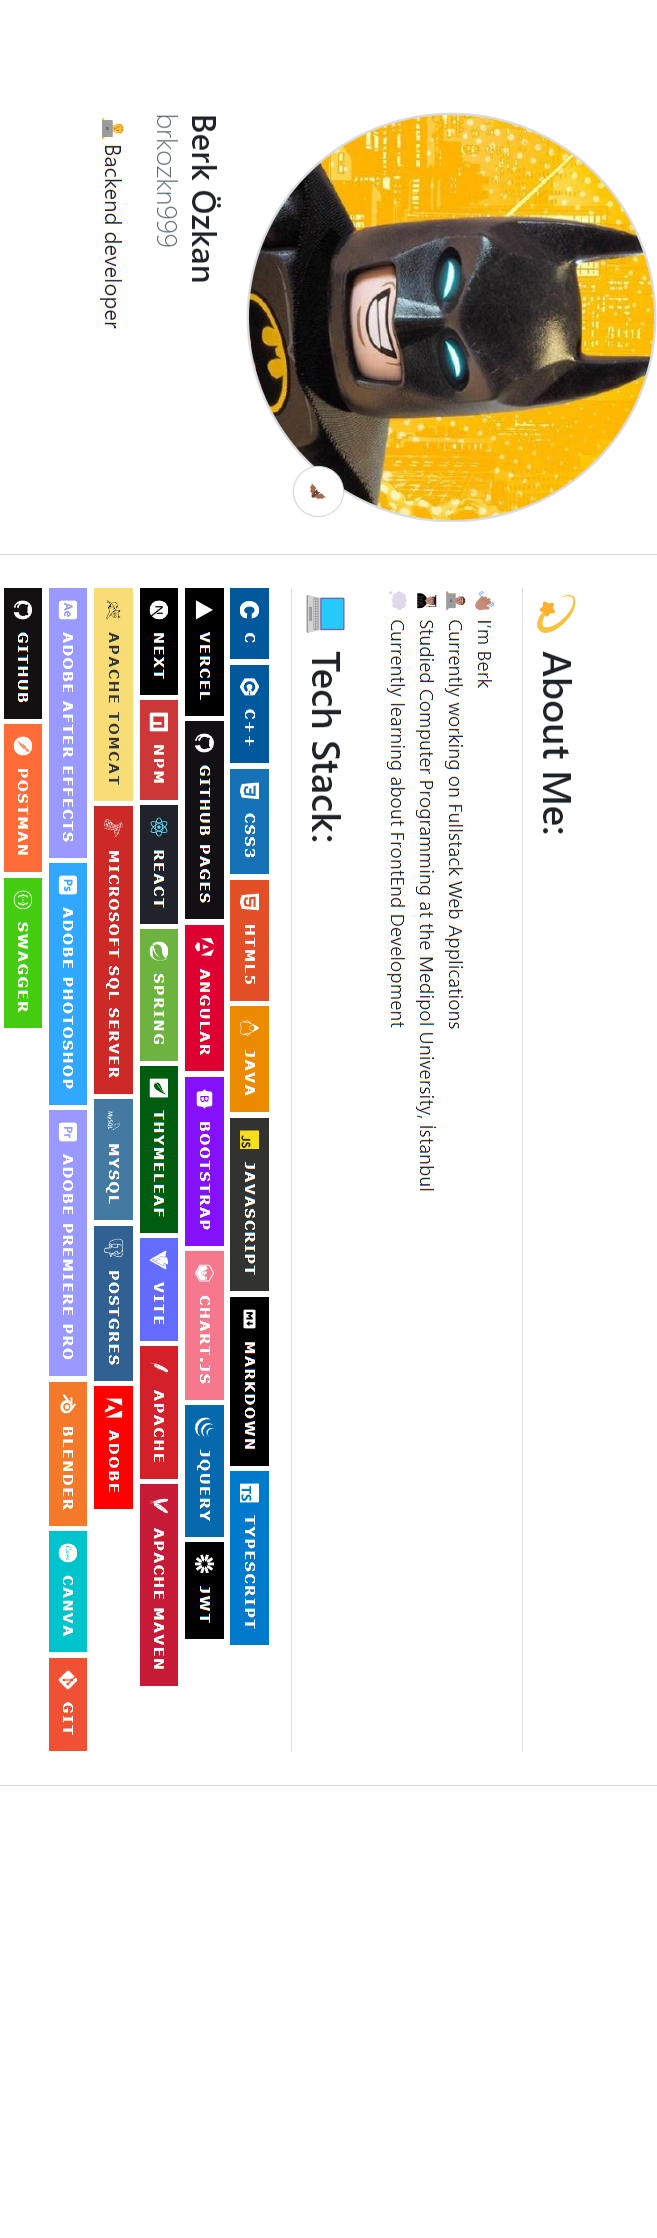 Berk Özkan
brkozkn999
Backend developer
About Me:
I'm Berk
Currently working on Fullstack Web Applications
Studied Computer Programming at the Medipol University, İstanbul
Currently learning about FrontEnd Development
Tech Stack:
C C++ CSS3 HTML5 JAVA JAVASCRIPT MARKDOWN TYPESCRIPT
VERCEL GITHUB PAGES ANGULAR BOOTSTRAP CHART.JS JQUERY JWT
NEXT NPM REACT SPRING THYMELEAF VITE APACHE APACHE MAVEN
APACHE TOMCAT MICROSOFT SQL SERVER MYSQL POSTGRES ADOBE
ADOBE AFTER EFFECTS ADOBE PHOTOSHOP ADOBE PREMIERE PRO BLENDER CANVA GIT
GITHUB POSTMAN SWAGGER